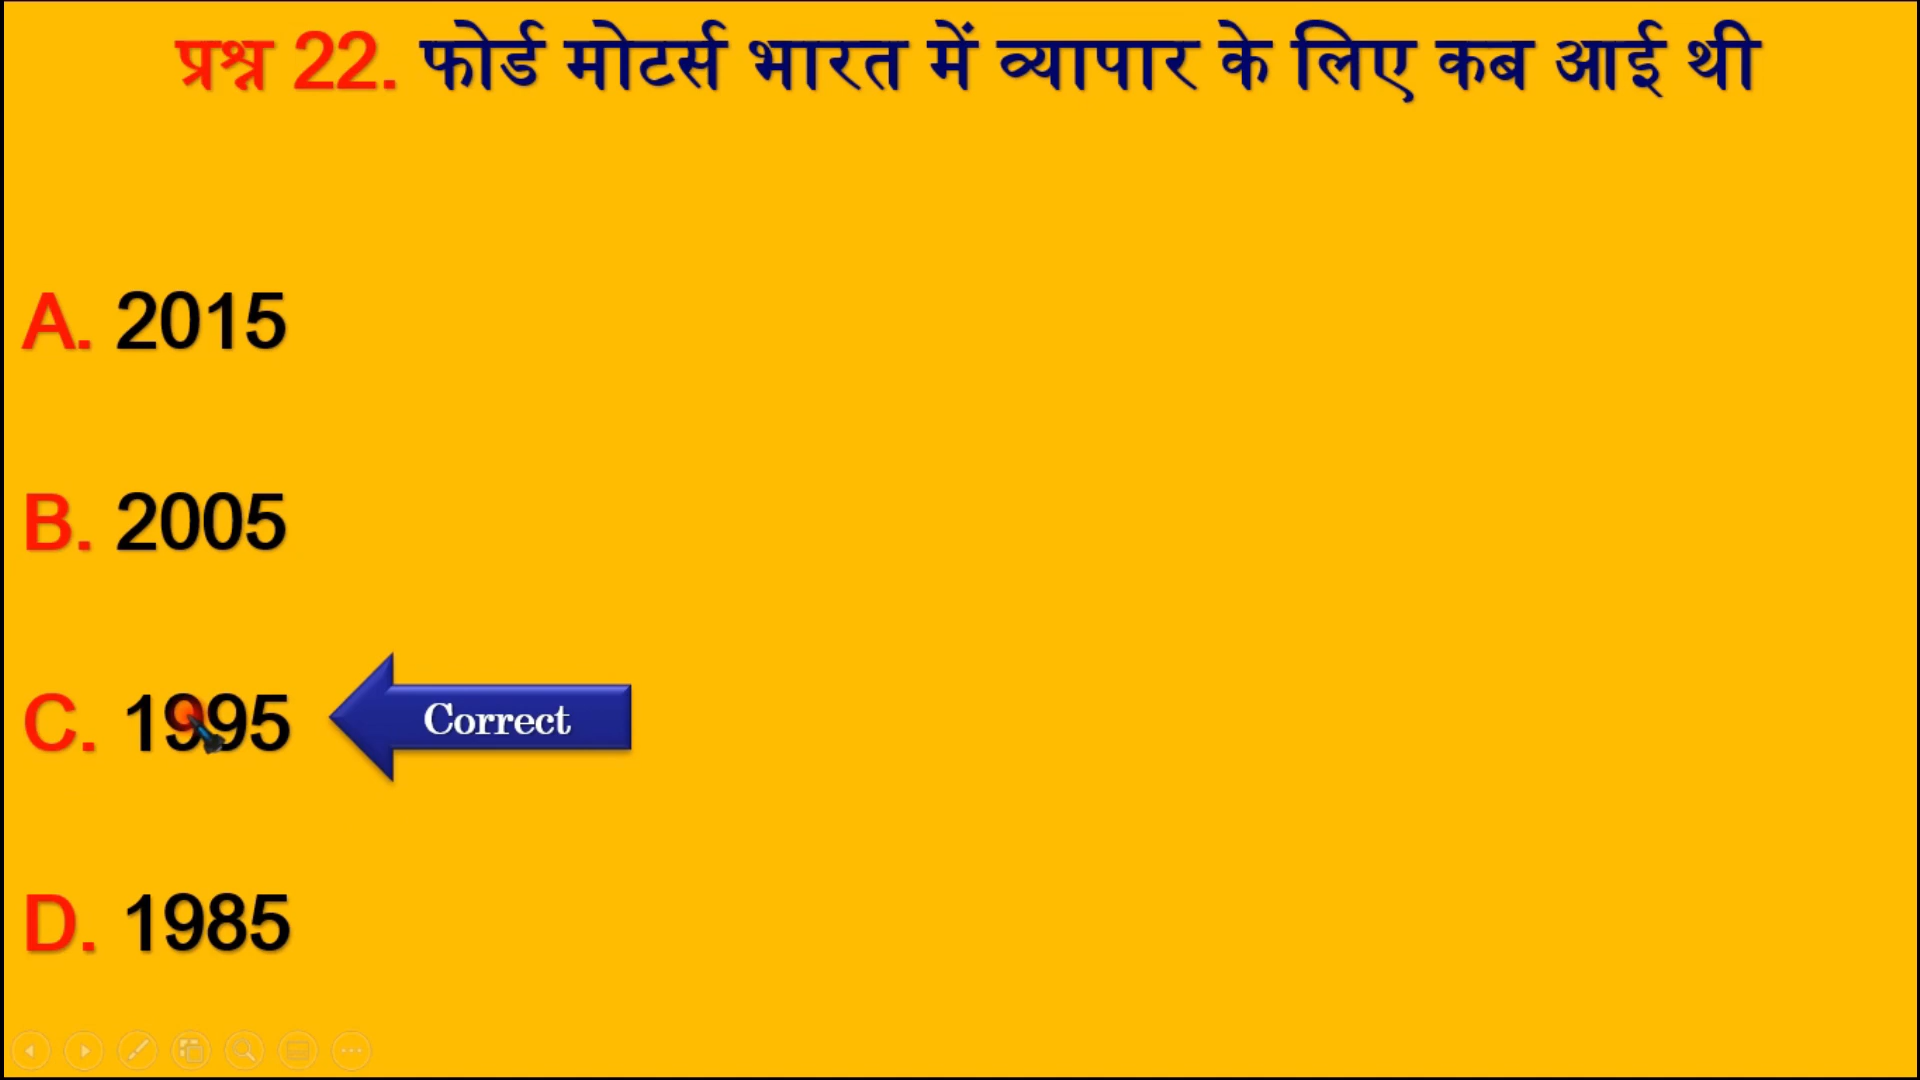 प्रश्न 22. फोर्ड मोटर्स भारत में व्यापार के लिए कब आई थी
A. 2015
B. 2005
C. 1995
Correct
D. 1985